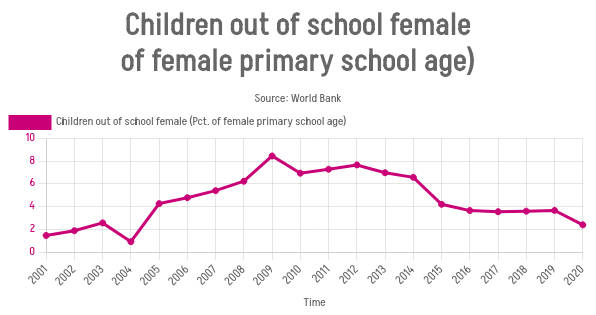 Children out of school female
of female primary school age)
Source: World Bank
Children out of school female (Pct. of female primary school age)
10
8
6
4
2
0
2001 2002 2003 2004 2005 2006 2007 2008 2009 2010 2011 2012 2013 2014 2015 2016 2017 2018 2019 2020
Time